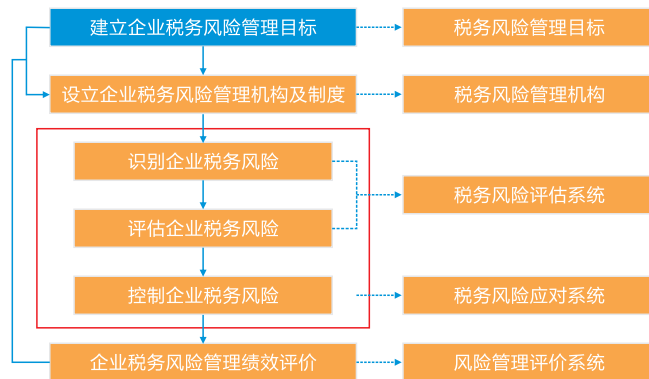 建立企业税务风险管理目标
税务风险管理目标
设立企业税务风险管理机构及制度
税务风险管理机构
识别企业税务风险
税务风险评估系统
评估企业税务风险
控制企业税务风险
税务风险应对系统
企业税务风险管理绩效评价
风险管理评价系统